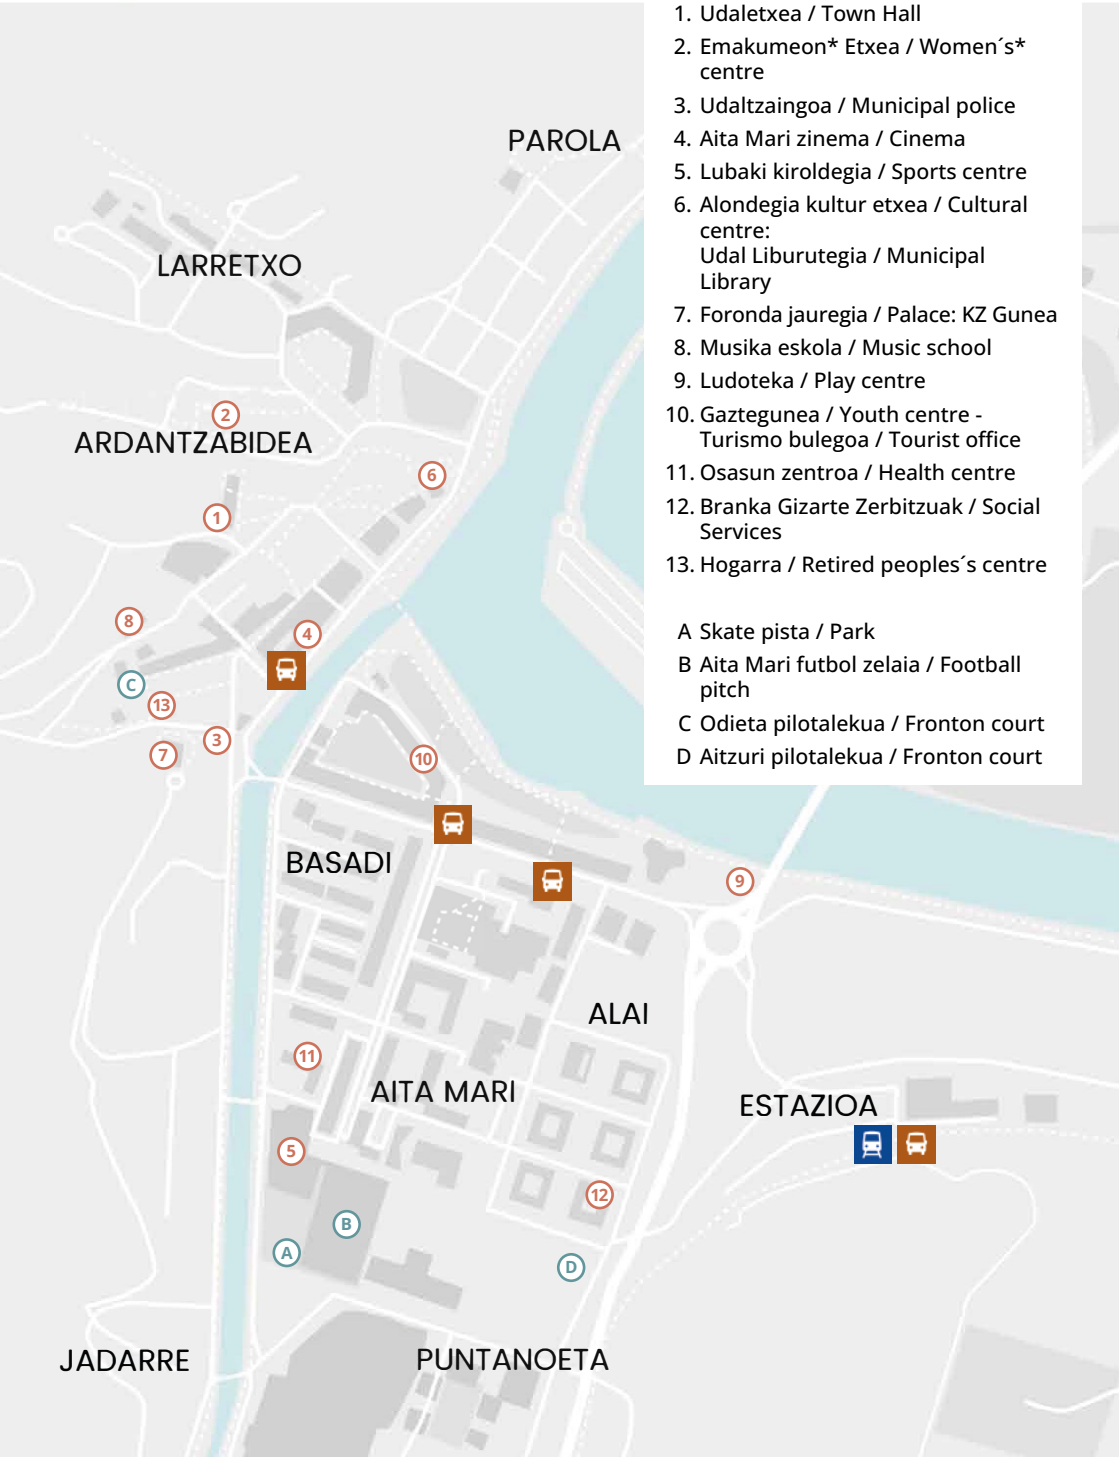 1. Udaletxea / Town Hall
2. Emakumeon* Etxea / Women´s*
centre
3. Udaltzaingoa / Municipal police
4. Aita Mari zinema / Cinema
5. Lubaki kiroldegia / Sports centre
6. Alondegia kultur etxea / Cultural
centre:
Udal Liburutegia / Municipal
Library
7. Foronda jauregia / Palace: KZ Gunea
8. Musika eskola / Music school
9. Ludoteka / Play centre
10. Gaztegunea / Youth centre -
Turismo bulegoa / Tourist office
11. Osasun zentroa / Health centre
12. Branka Gizarte Zerbitzuak / Social
Services
13. Hogarra / Retired peoples´s centre
A Skate pista / Park
B Aita Mari futbol zelaia / Football
pitch
C Odieta pilotalekua / Fronton court
D Aitzuri pilotalekua / Fronton court
PAROLA
LARRETXO
2
ARDANTZABIDEA
6
1
8
4
C
13
3
7
10
BASADI
9
ALAI
11
AITA MARI
ESTAZIOA
5
12
B
A
D
JADARRE
PUNTANOETA